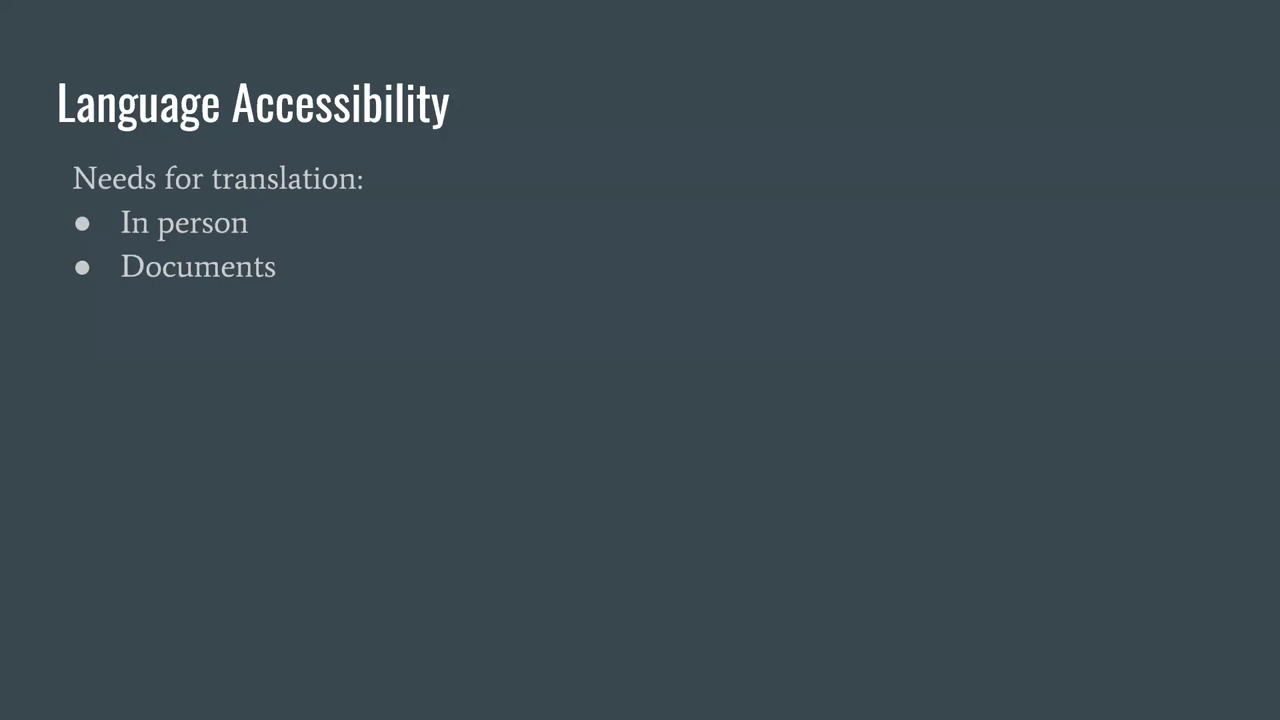 Language Accessibility
Needs for translation:
● In person
● Documents